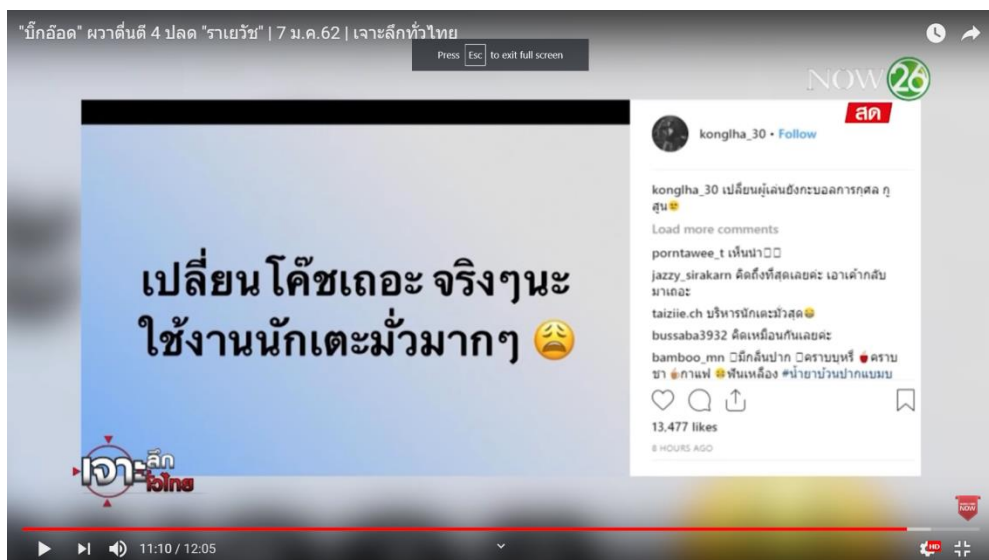 "บิ๊กอ๊อด" ผวาตื่นตี 4 ปลด "ราเยวัช" | 7 ม.ค.62 | เจาะลึกทั่วไทย
Press Esc to exit full screen
NOW 26
สด
konglha_30 • Follow
konglha_30 เปลี่ยนผู้เล่นยังกะบอลการกุศล กู
สูน
Load more comments
porntawee_t เห็นน่า
jazzy_sirakarn คิดถึงที่สุดเลยค่ะ เอาเค้ากลับ
มาเถอะ
taiziie.ch บริหารนักเตะมั่วสุด
bussaba3932 คิดเหมือนกันเลยค่ะ
bamboo_mn มีกลิ่นปาก คราบบุหรี่ คราบ
ชา กาแฟ ฟันเหลือง #น้ำยาบ้วนปากแบมบ
13,477 likes
8 HOURS AGO
เปลี่ยนโค๊ชเถอะ จริงๆนะ
ใช้งานนักเตะมั่วมากๆ 😩
เจาะลึก
ทั่วไทย
NOW
11:10 / 12:05
HD